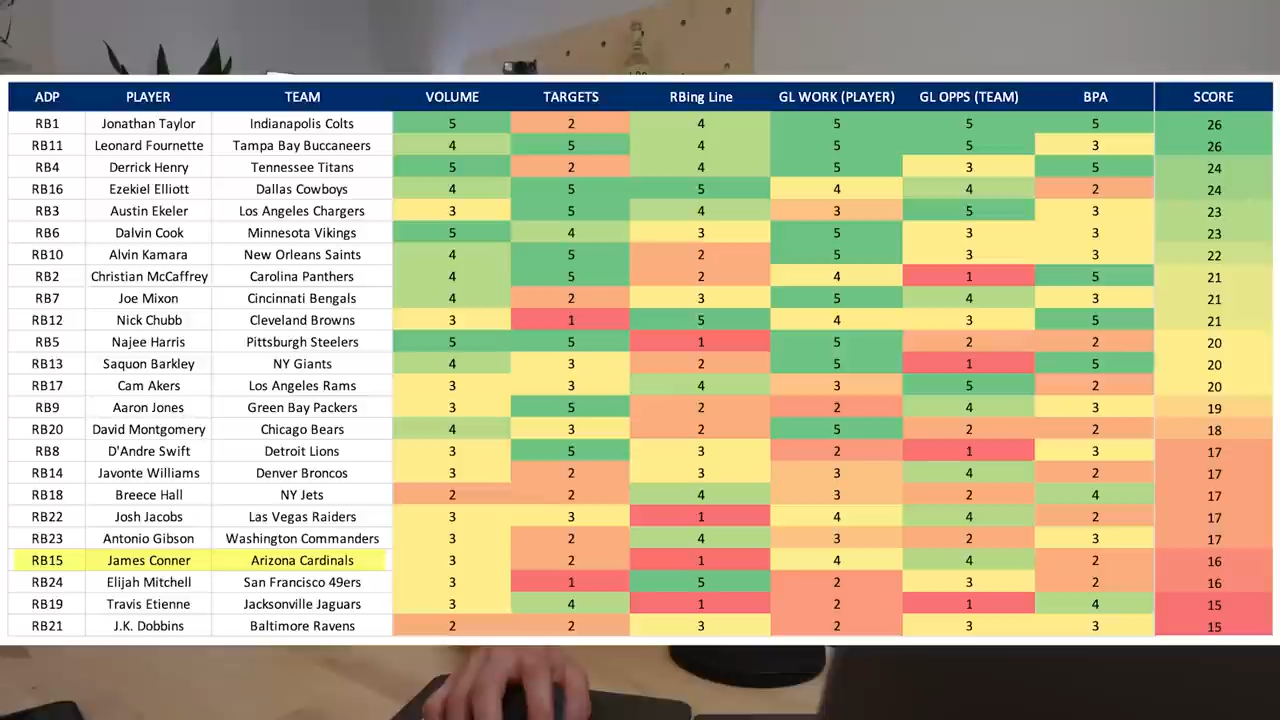 ADP PLAYER TEAM VOLUME TARGETS RBing Line GL WORK (PLAYER) GL OPPS (TEAM) BPA SCORE
RB1 Jonathan Taylor Indianapolis Colts 5 2 4 5 5 5 26
RB11 Leonard Fournette Tampa Bay Buccaneers 4 5 4 5 5 3 26
RB4 Derrick Henry Tennessee Titans 5 2 4 5 3 5 24
RB16 Ezekiel Elliott Dallas Cowboys 4 5 5 4 4 2 24
RB3 Austin Ekeler Los Angeles Chargers 3 5 4 3 5 3 23
RB6 Dalvin Cook Minnesota Vikings 5 4 3 5 3 3 23
RB10 Alvin Kamara New Orleans Saints 4 5 2 5 3 3 22
RB2 Christian McCaffrey Carolina Panthers 4 5 2 4 1 5 21
RB7 Joe Mixon Cincinnati Bengals 4 2 3 5 4 3 21
RB12 Nick Chubb Cleveland Browns 3 1 5 4 3 5 21
RB5 Najee Harris Pittsburgh Steelers 5 5 1 5 2 2 20
RB13 Saquon Barkley NY Giants 4 3 2 5 1 5 20
RB17 Cam Akers Los Angeles Rams 3 3 4 3 5 2 20
RB9 Aaron Jones Green Bay Packers 3 5 2 2 4 3 19
RB20 David Montgomery Chicago Bears 4 3 2 5 2 2 18
RB8 D'Andre Swift Detroit Lions 3 5 3 2 1 3 17
RB14 Javonte Williams Denver Broncos 3 2 3 3 4 2 17
RB18 Breece Hall NY Jets 2 2 4 3 2 4 17
RB22 Josh Jacobs Las Vegas Raiders 3 3 1 4 4 2 17
RB23 Antonio Gibson Washington Commanders 3 2 4 3 2 3 17
RB15 James Conner Arizona Cardinals 3 2 1 4 4 2 16
RB24 Elijah Mitchell San Francisco 49ers 3 1 5 2 3 2 16
RB19 Travis Etienne Jacksonville Jaguars 3 4 1 2 1 4 15
RB21 J.K. Dobbins Baltimore Ravens 2 2 3 2 3 3 15